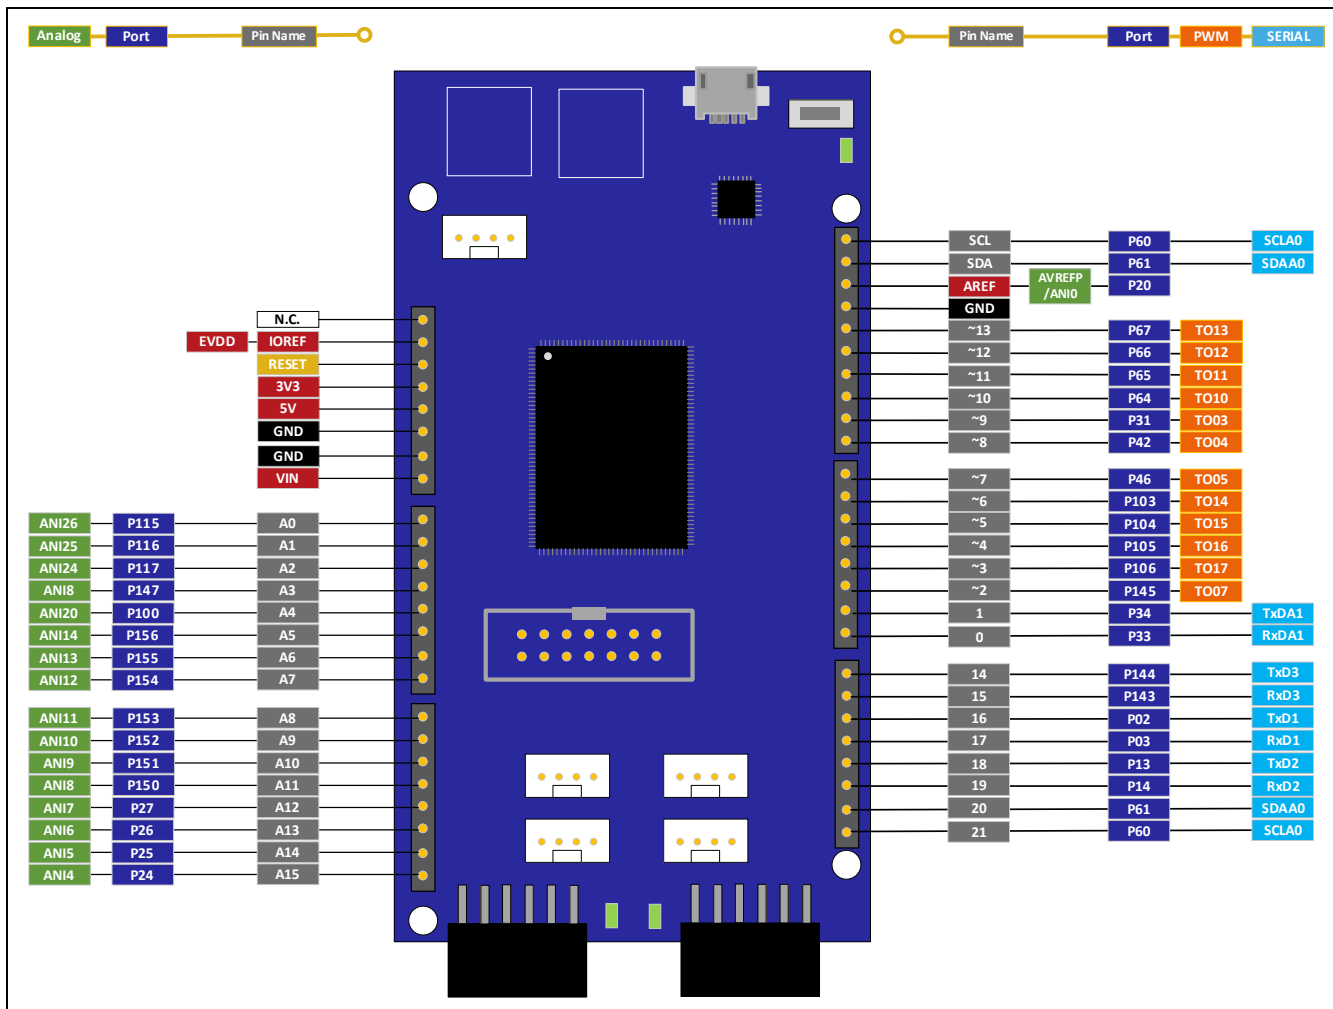 Analog Port Pin Name
Pin Name Port PWM SERIAL
N.C.
EVDD IOREF
RESET
3V3
5V
GND
GND
VIN
ANI26 P115 A0
ANI25 P116 A1
ANI24 P117 A2
ANI8 P147 A3
ANI20 P100 A4
ANI14 P156 A5
ANI13 P155 A6
ANI12 P154 A7
ANI11 P153 A8
ANI10 P152 A9
ANI9 P151 A10
ANI8 P150 A11
ANI7 P27 A12
ANI6 P26 A13
ANI5 P25 A14
ANI4 P24 A15
SCL P60 SCLA0
SDA P61 SDAA0
AREF AVREFP P20
/ANI0
GND
~13 P67 TO13
~12 P66 TO12
~11 P65 TO11
~10 P64 TO10
~9 P31 TO03
~8 P42 TO04
~7 P46 TO05
~6 P103 TO14
~5 P104 TO15
~4 P105 TO16
~3 P106 TO17
~2 P145 TO07
1 P34 TxDA1
0 P33 RxDA1
14 P144 TxD3
15 P143 RxD3
16 P02 TxD1
17 P03 RxD1
18 P13 TxD2
19 P14 RxD2
20 P61 SDAA0
21 P60 SCLA0